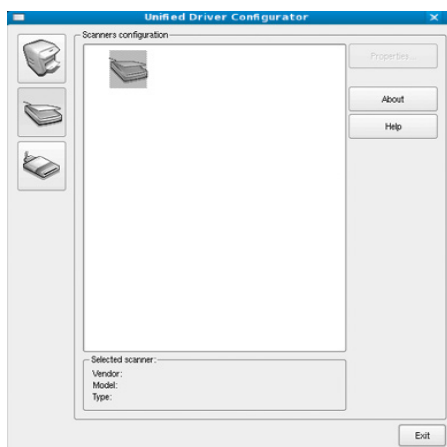 Unified Driver Configurator
Scanners configuration
Properties...
About
Help
Selected scanner:
Vendor:
Model:
Type:
Exit